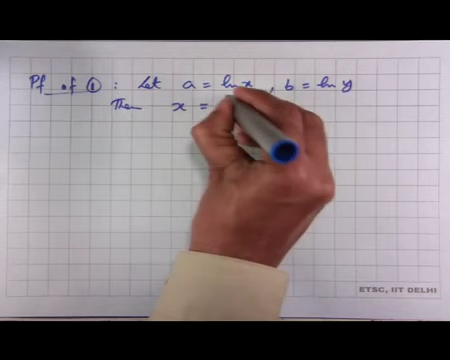 Pf of ① : Let a = ln x , b = ln y
Then x =
ETSC, IIT DELHI